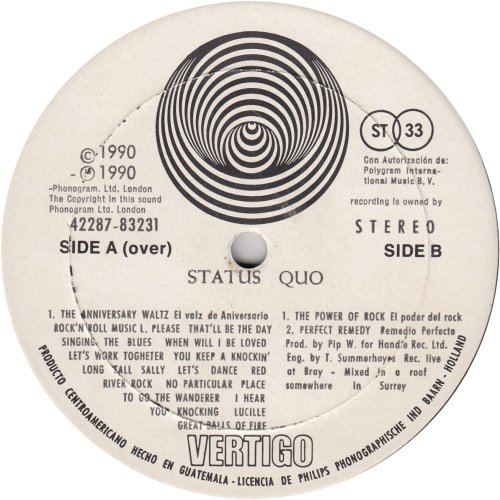 © 1990
- ℗ 1990
-Phonogram. Ltd. London
The Copyright In this sound
Phonogram Ltd. London
42287-83231
SIDE A (over)
ST 33
Con Autorización de:
Polygram Interna-
tional Music B, V.
recording is owned by
STEREO
SIDE B
STATUS QUO
1. THE ANNIVERSARY WALTZ El valz de Aniversario
ROCK'N ROLL MUSIC L. PLEASE THAT'LL BE THE DAY
SINGING THE BLUES WHEN WILL I BE LOVED
LET'S WORK TOGHETER YOU KEEP A KNOCKIN'
LONG TALL SALLY LET'S DANCE RED
RIVER ROCK NO PARTICULAR PLACE
TO GO THE WANDERER I HEAR
YOU KNOCKING LUCILLE
GREAT BALLS OF FIRE
1. THE POWER OF ROCK El poder del rock
2. PERFECT REMEDY Remedio Perfecto
Prod. by Pip W. for Handle Rec. Ltd.
Eng. by T. Summerhayes Rec. live
at Bray - Mixed in a roof
somewhere in Surrey
VERTIGO
PRODUCTO CENTROAMERICANO HECHO EN GUATEMALA - LICENCIA DE PHILIPS PHONOGRAPHISCHE IND BAARN - HOLLAND